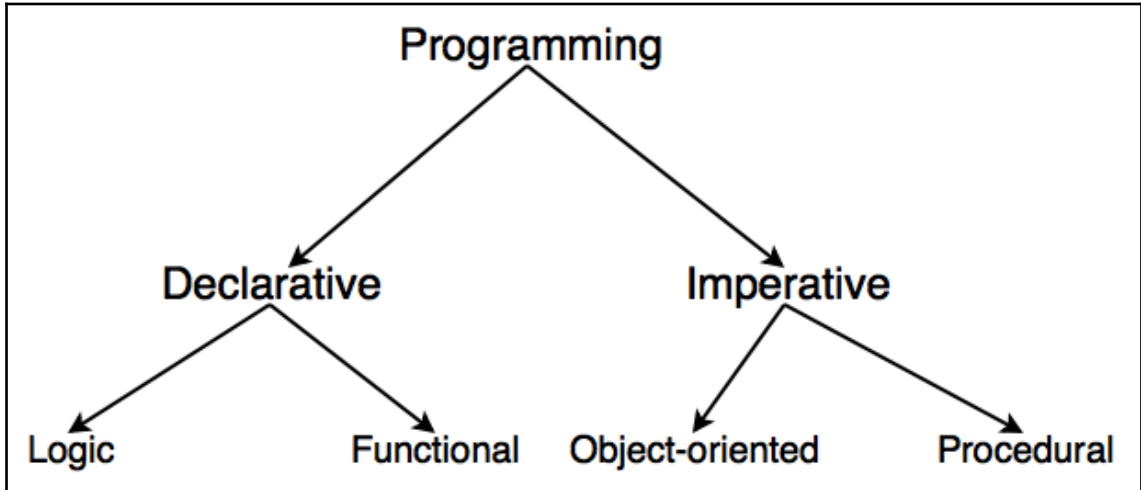 Programming
Declarative Imperative
Logic Functional Object-oriented Procedural